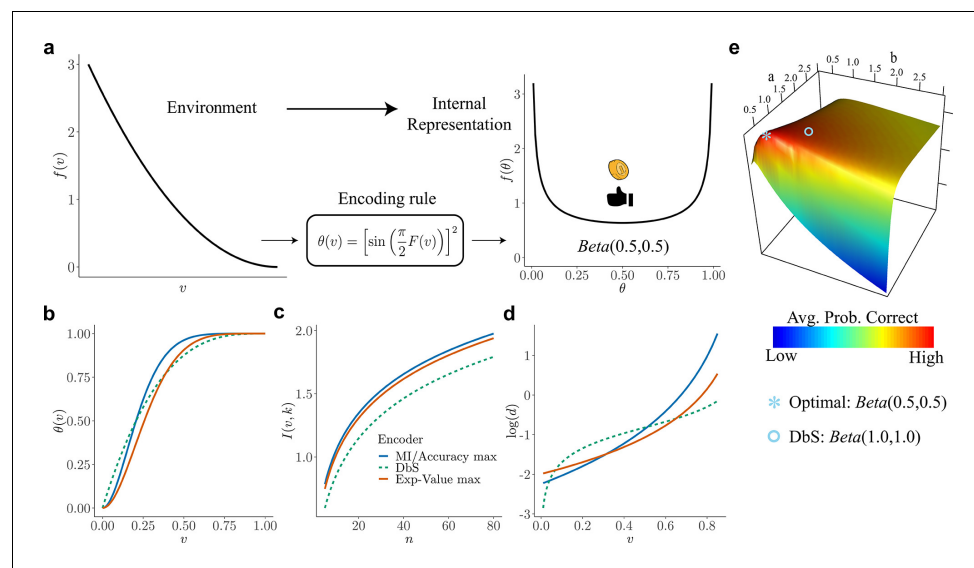 a
3
2
1
0
f(v)
v
Environment
Internal
Representation
Encoding rule
θ(v) = [sin (π/2 F(v))]²
3
2
1
0
f(θ)
Beta(0.5,0.5)
0.00 0.25 0.50 0.75 1.00
θ
e
0.5 1.0 1.5 2.0 2.5
a
0.5 1.0 2.0 2.5
b
Avg. Prob. Correct
Low High
Optimal: Beta(0.5,0.5)
DbS: Beta(1.0,1.0)
b
1.00
0.75
0.50
0.25
0.00
θ(v)
0.00 0.25 0.50 0.75 1.00
v
c
2.0
1.5
1.0
I(v, k)
Encoder
MI/Accuracy max
DbS
Exp-Value max
20 40 60 80
n
d
1
0
-1
-2
-3
log(d)
0.0 0.2 0.4 0.6 0.8
v